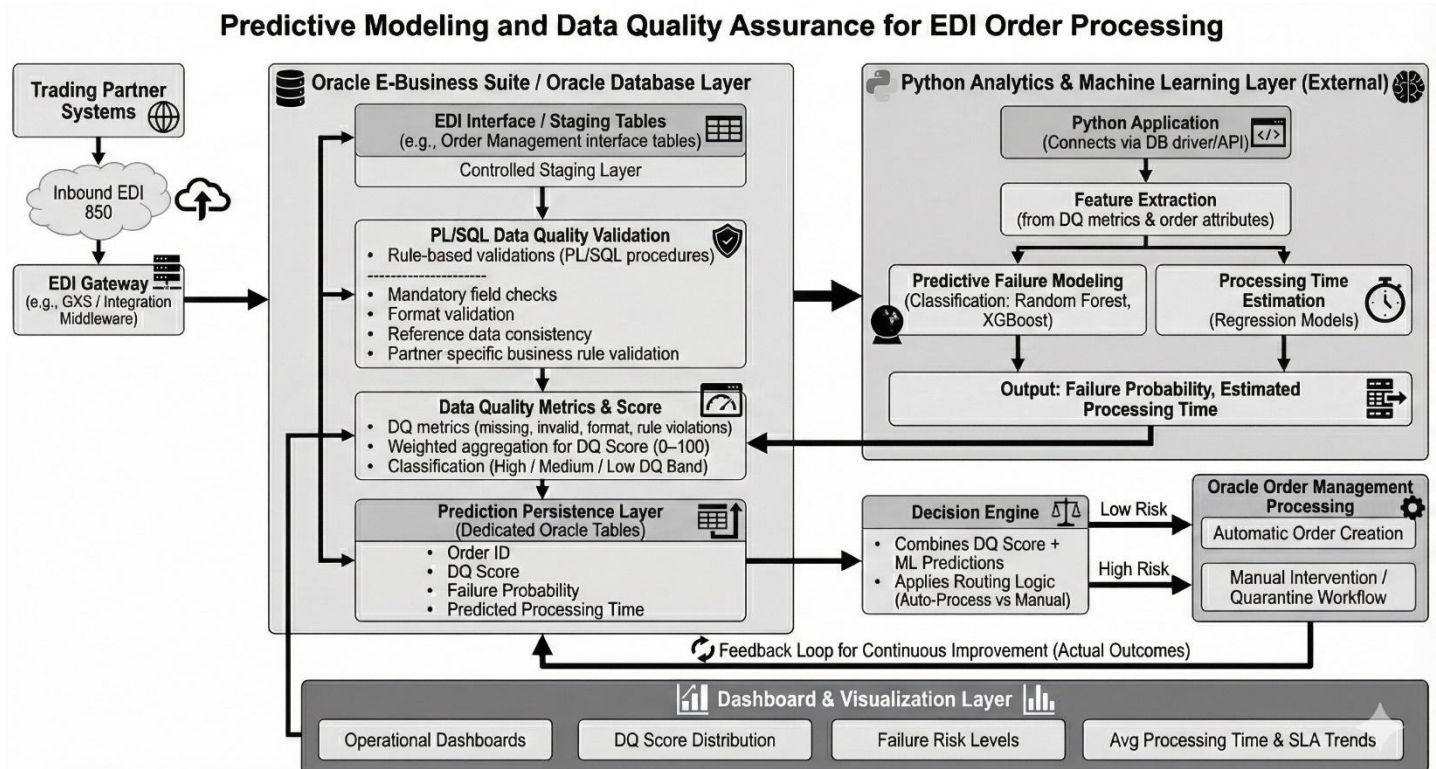 Predictive Modeling and Data Quality Assurance for EDI Order Processing
Trading Partner
Systems
Inbound EDI
850
EDI Gateway
(e.g., GXS / Integration
Middleware)
Oracle E-Business Suite / Oracle Database Layer
EDI Interface / Staging Tables
(e.g., Order Management interface tables)
Controlled Staging Layer
PL/SQL Data Quality Validation
• Rule-based validations (PL/SQL procedures)
----------------------
• Mandatory field checks
• Format validation
• Reference data consistency
• Partner specific business rule validation
Data Quality Metrics & Score
• DQ metrics (missing, invalid, format, rule violations)
• Weighted aggregation for DQ Score (0–100)
• Classification (High / Medium / Low DQ Band)
Prediction Persistence Layer
(Dedicated Oracle Tables)
• Order ID
• DQ Score
• Failure Probability
• Predicted Processing Time
Python Analytics & Machine Learning Layer (External)
Python Application
(Connects via DB driver/API)
</>
Feature Extraction
(from DQ metrics & order attributes)
Predictive Failure Modeling
(Classification: Random Forest,
XGBoost)
Processing Time
Estimation
(Regression Models)
Output: Failure Probability, Estimated
Processing Time
Decision Engine
• Combines DQ Score +
ML Predictions
• Applies Routing Logic
(Auto-Process vs Manual)
Low Risk
High Risk
Oracle Order Management
Processing
Automatic Order Creation
Manual Intervention /
Quarantine Workflow
Feedback Loop for Continuous Improvement (Actual Outcomes)
Dashboard & Visualization Layer
Operational Dashboards
DQ Score Distribution
Failure Risk Levels
Avg Processing Time & SLA Trends